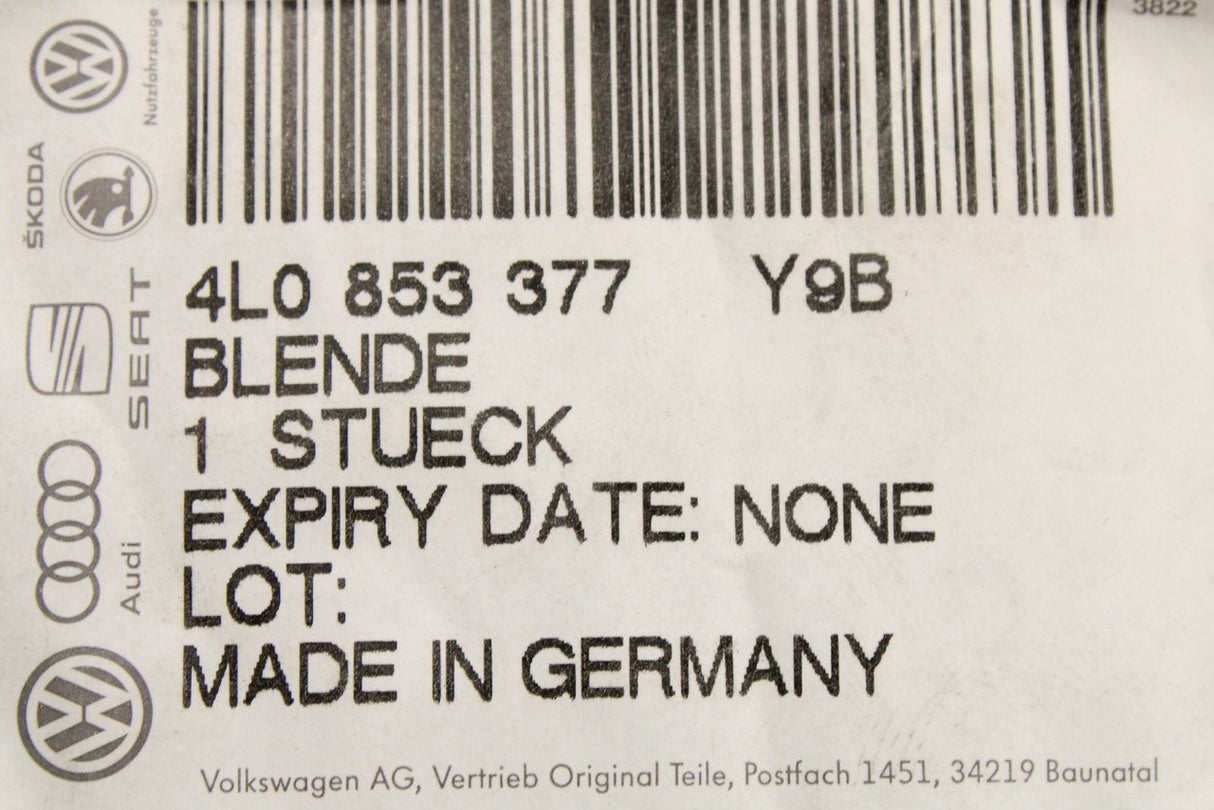 3822
Nutzfahrzeuge
ŠKODA
SEAT
Audi
4L0 853 377 Y9B
BLENDE
1 STUECK
EXPIRY DATE: NONE
LOT:
MADE IN GERMANY
Volkswagen AG, Vertrieb Original Teile, Postfach 1451, 34219 Baunatal